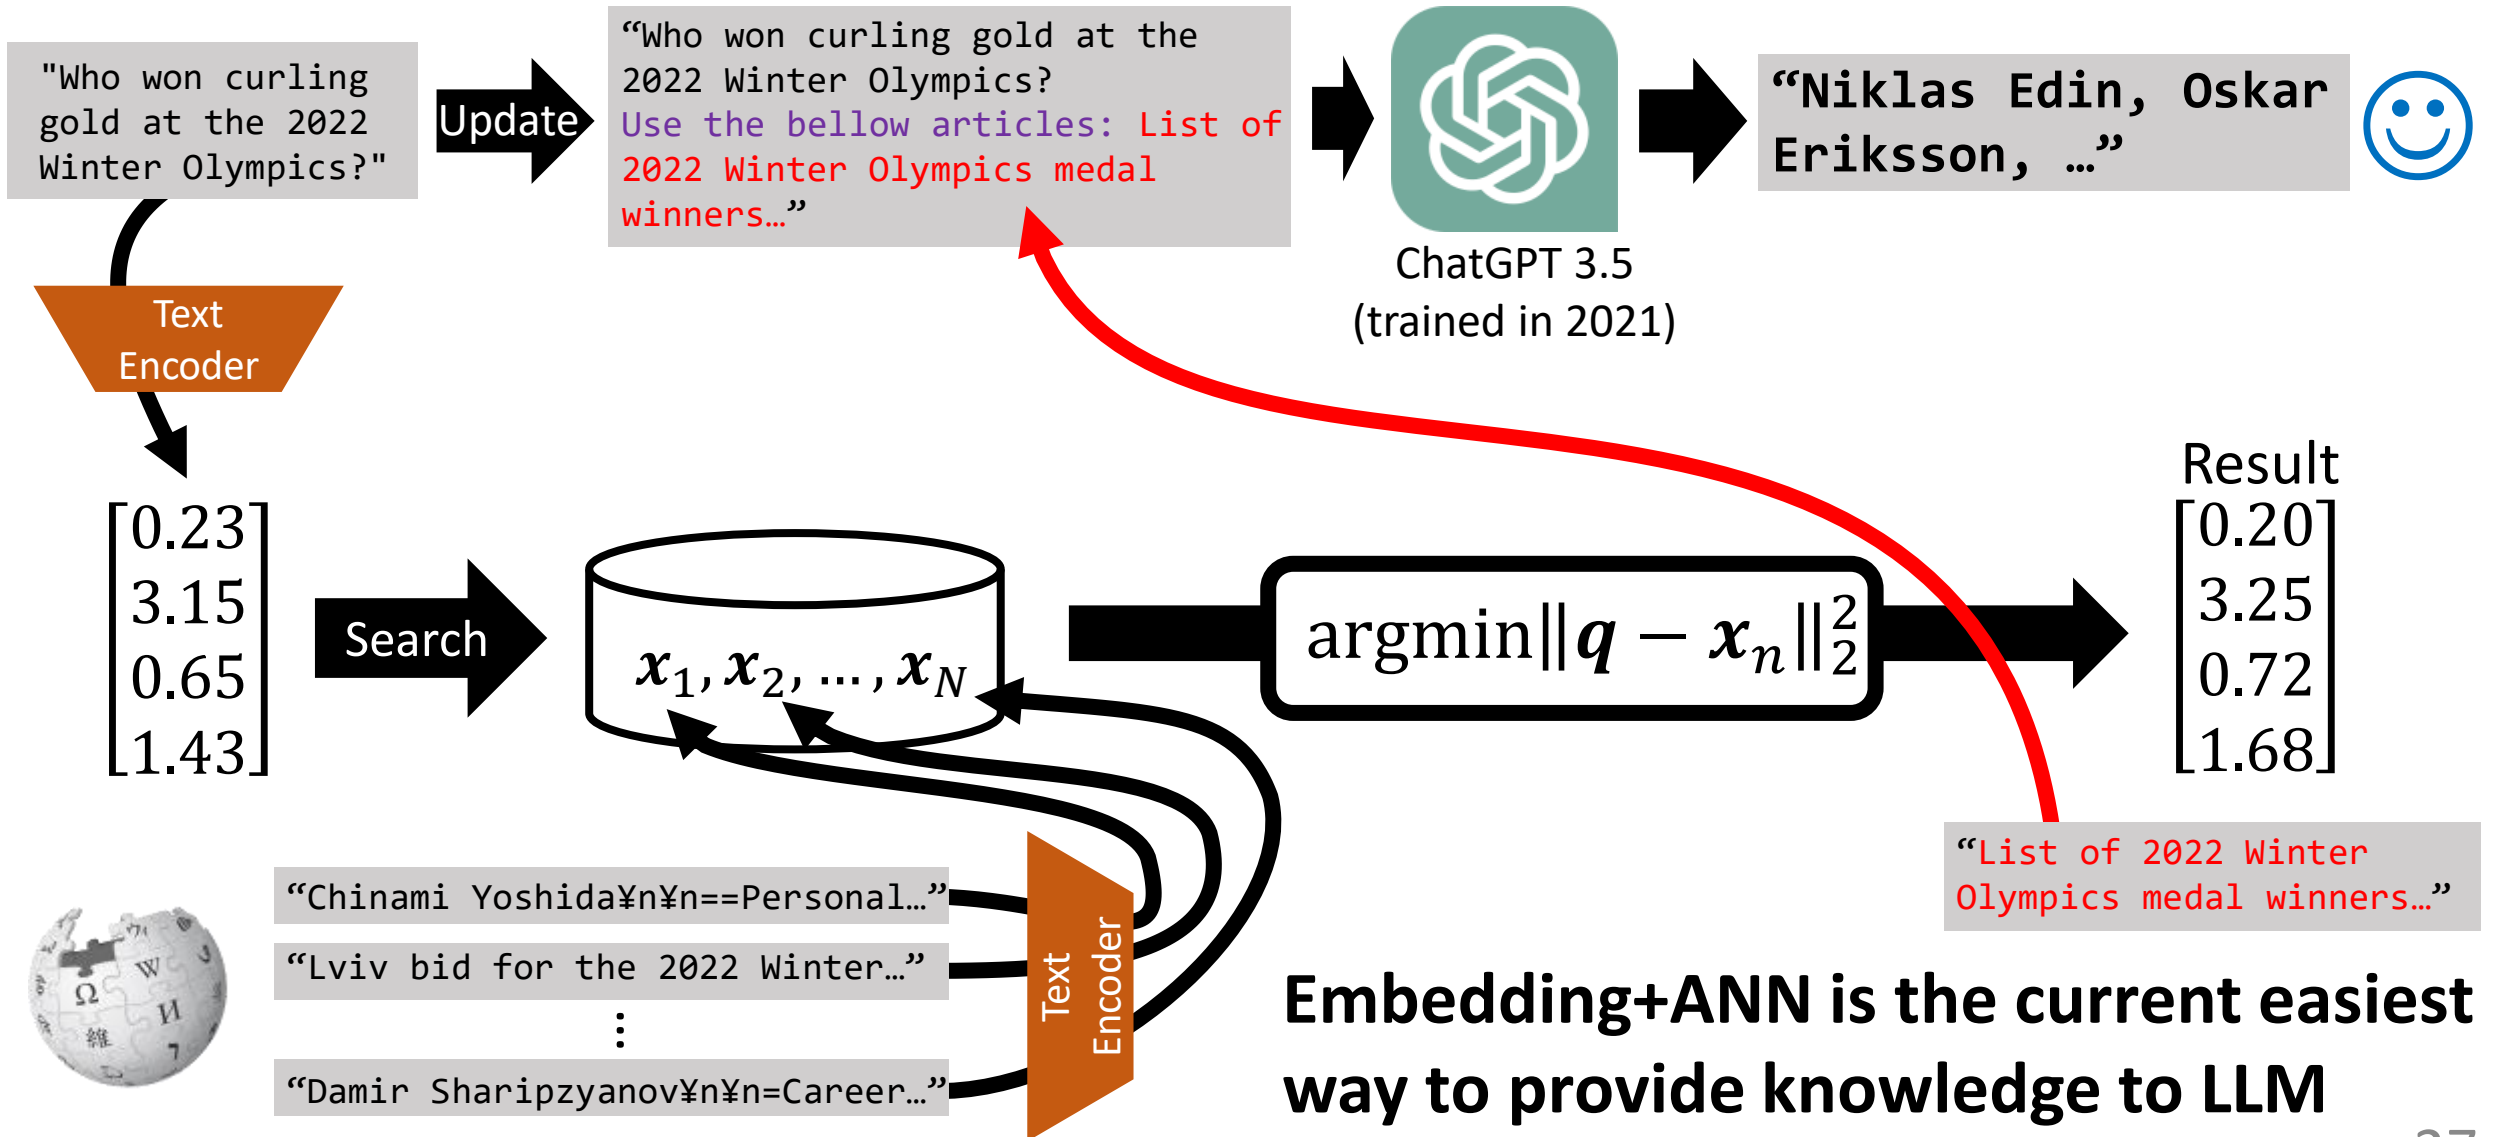 "Who won curling
gold at the 2022
Winter Olympics?"
Update
“Who won curling gold at the
2022 Winter Olympics?
Use the bellow articles: List of
2022 Winter Olympics medal
winners…”
ChatGPT 3.5
(trained in 2021)
“Niklas Edin, Oskar
Eriksson, …”
Text
Encoder
[0.23
3.15
0.65
1.43]
Search
x₁, x₂, … , x_N
argmin‖q − x_n‖₂²
Result
[0.20
3.25
0.72
1.68]
“List of 2022 Winter
Olympics medal winners…”
“Chinami Yoshida¥n¥n==Personal…”
“Lviv bid for the 2022 Winter…”
⋮
“Damir Sharipzyanov¥n¥n=Career…”
Text
Encoder
Ω
W
И
維
7
Embedding+ANN is the current easiest
way to provide knowledge to LLM